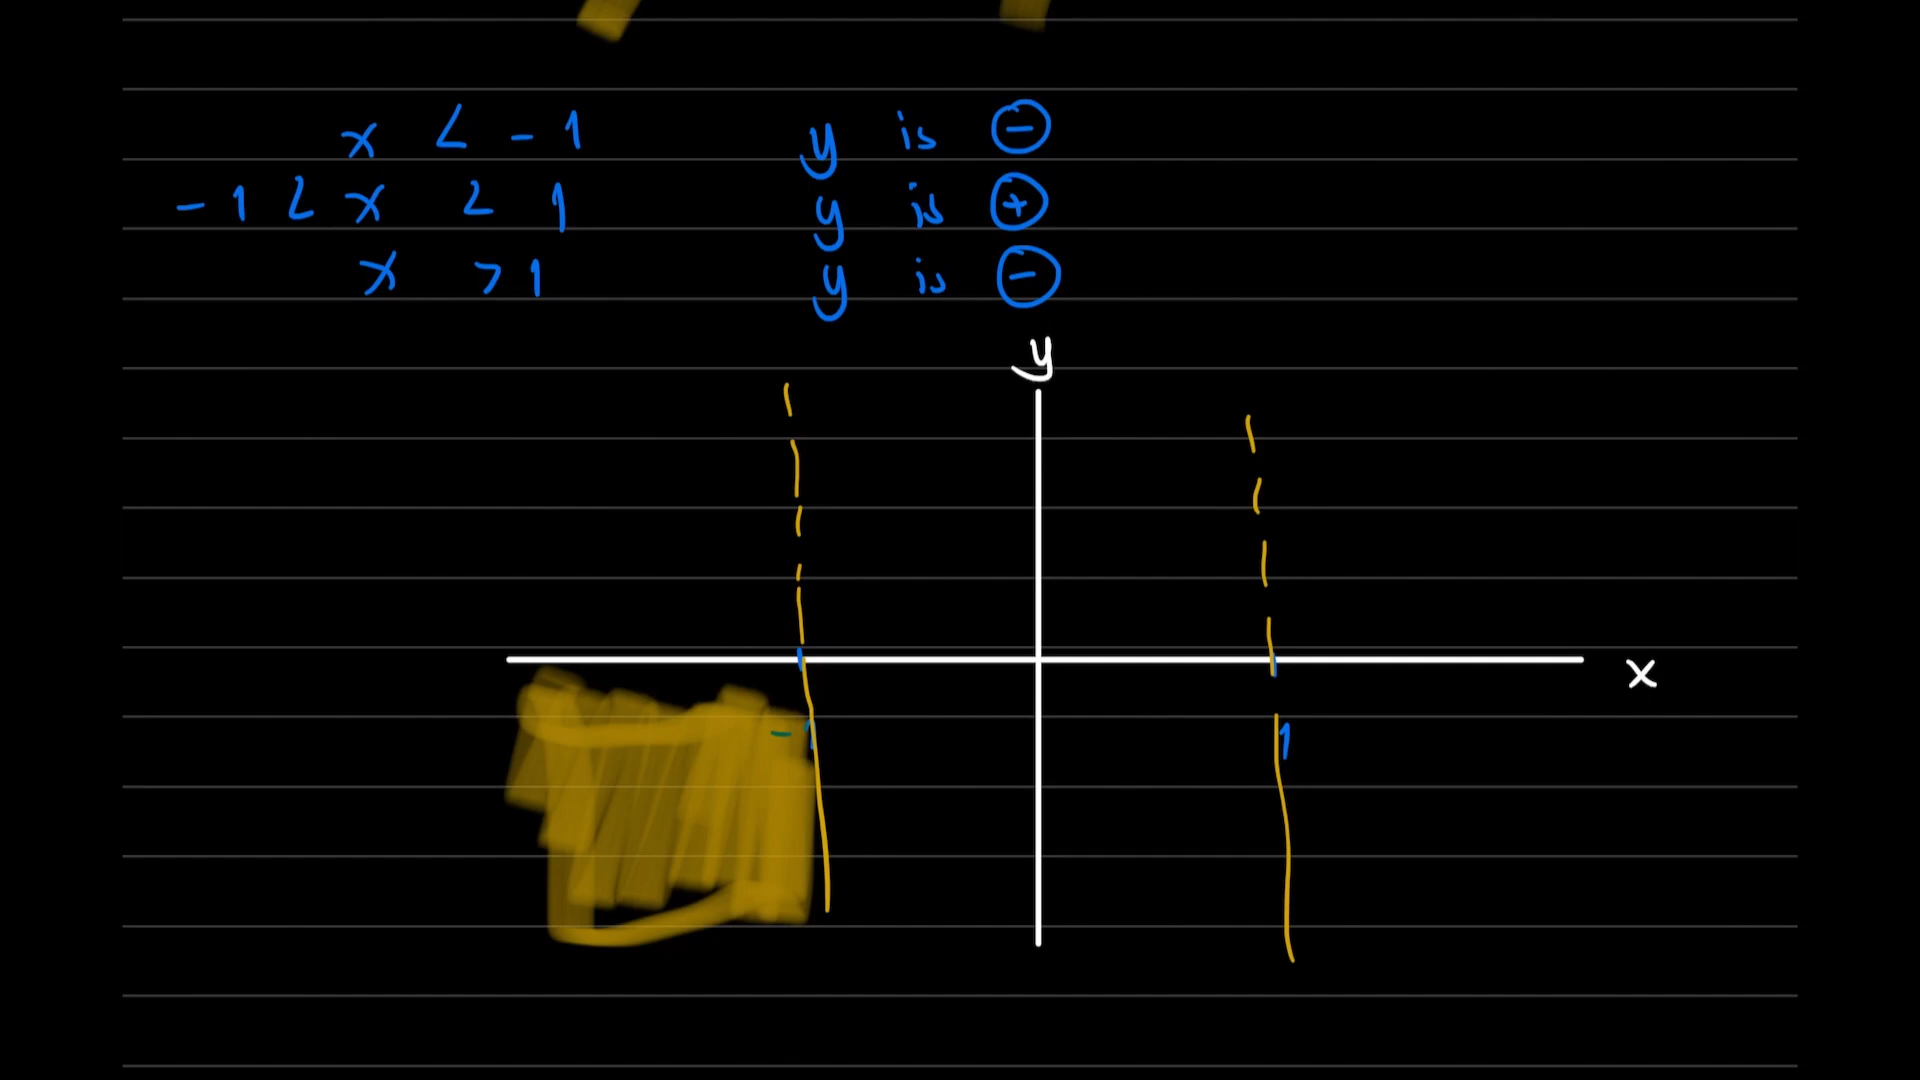 x < - 1 y is ⊖
- 1 < x < 1 y is ⊕
x > 1 y is ⊖
y
x
- 1
1